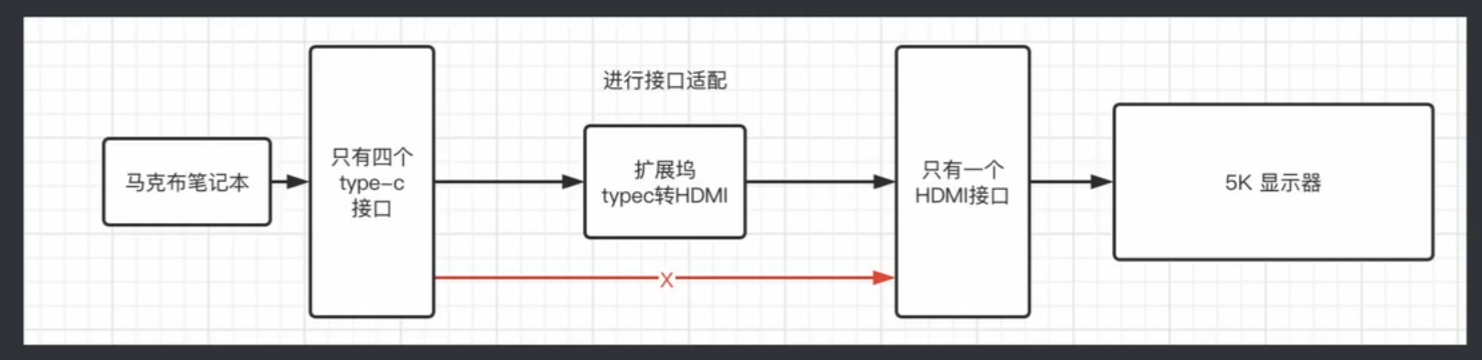 进行接口适配
马克布笔记本
只有四个
type-c
接口
扩展坞
typec转HDMI
只有一个
HDMI接口
5K 显示器
X